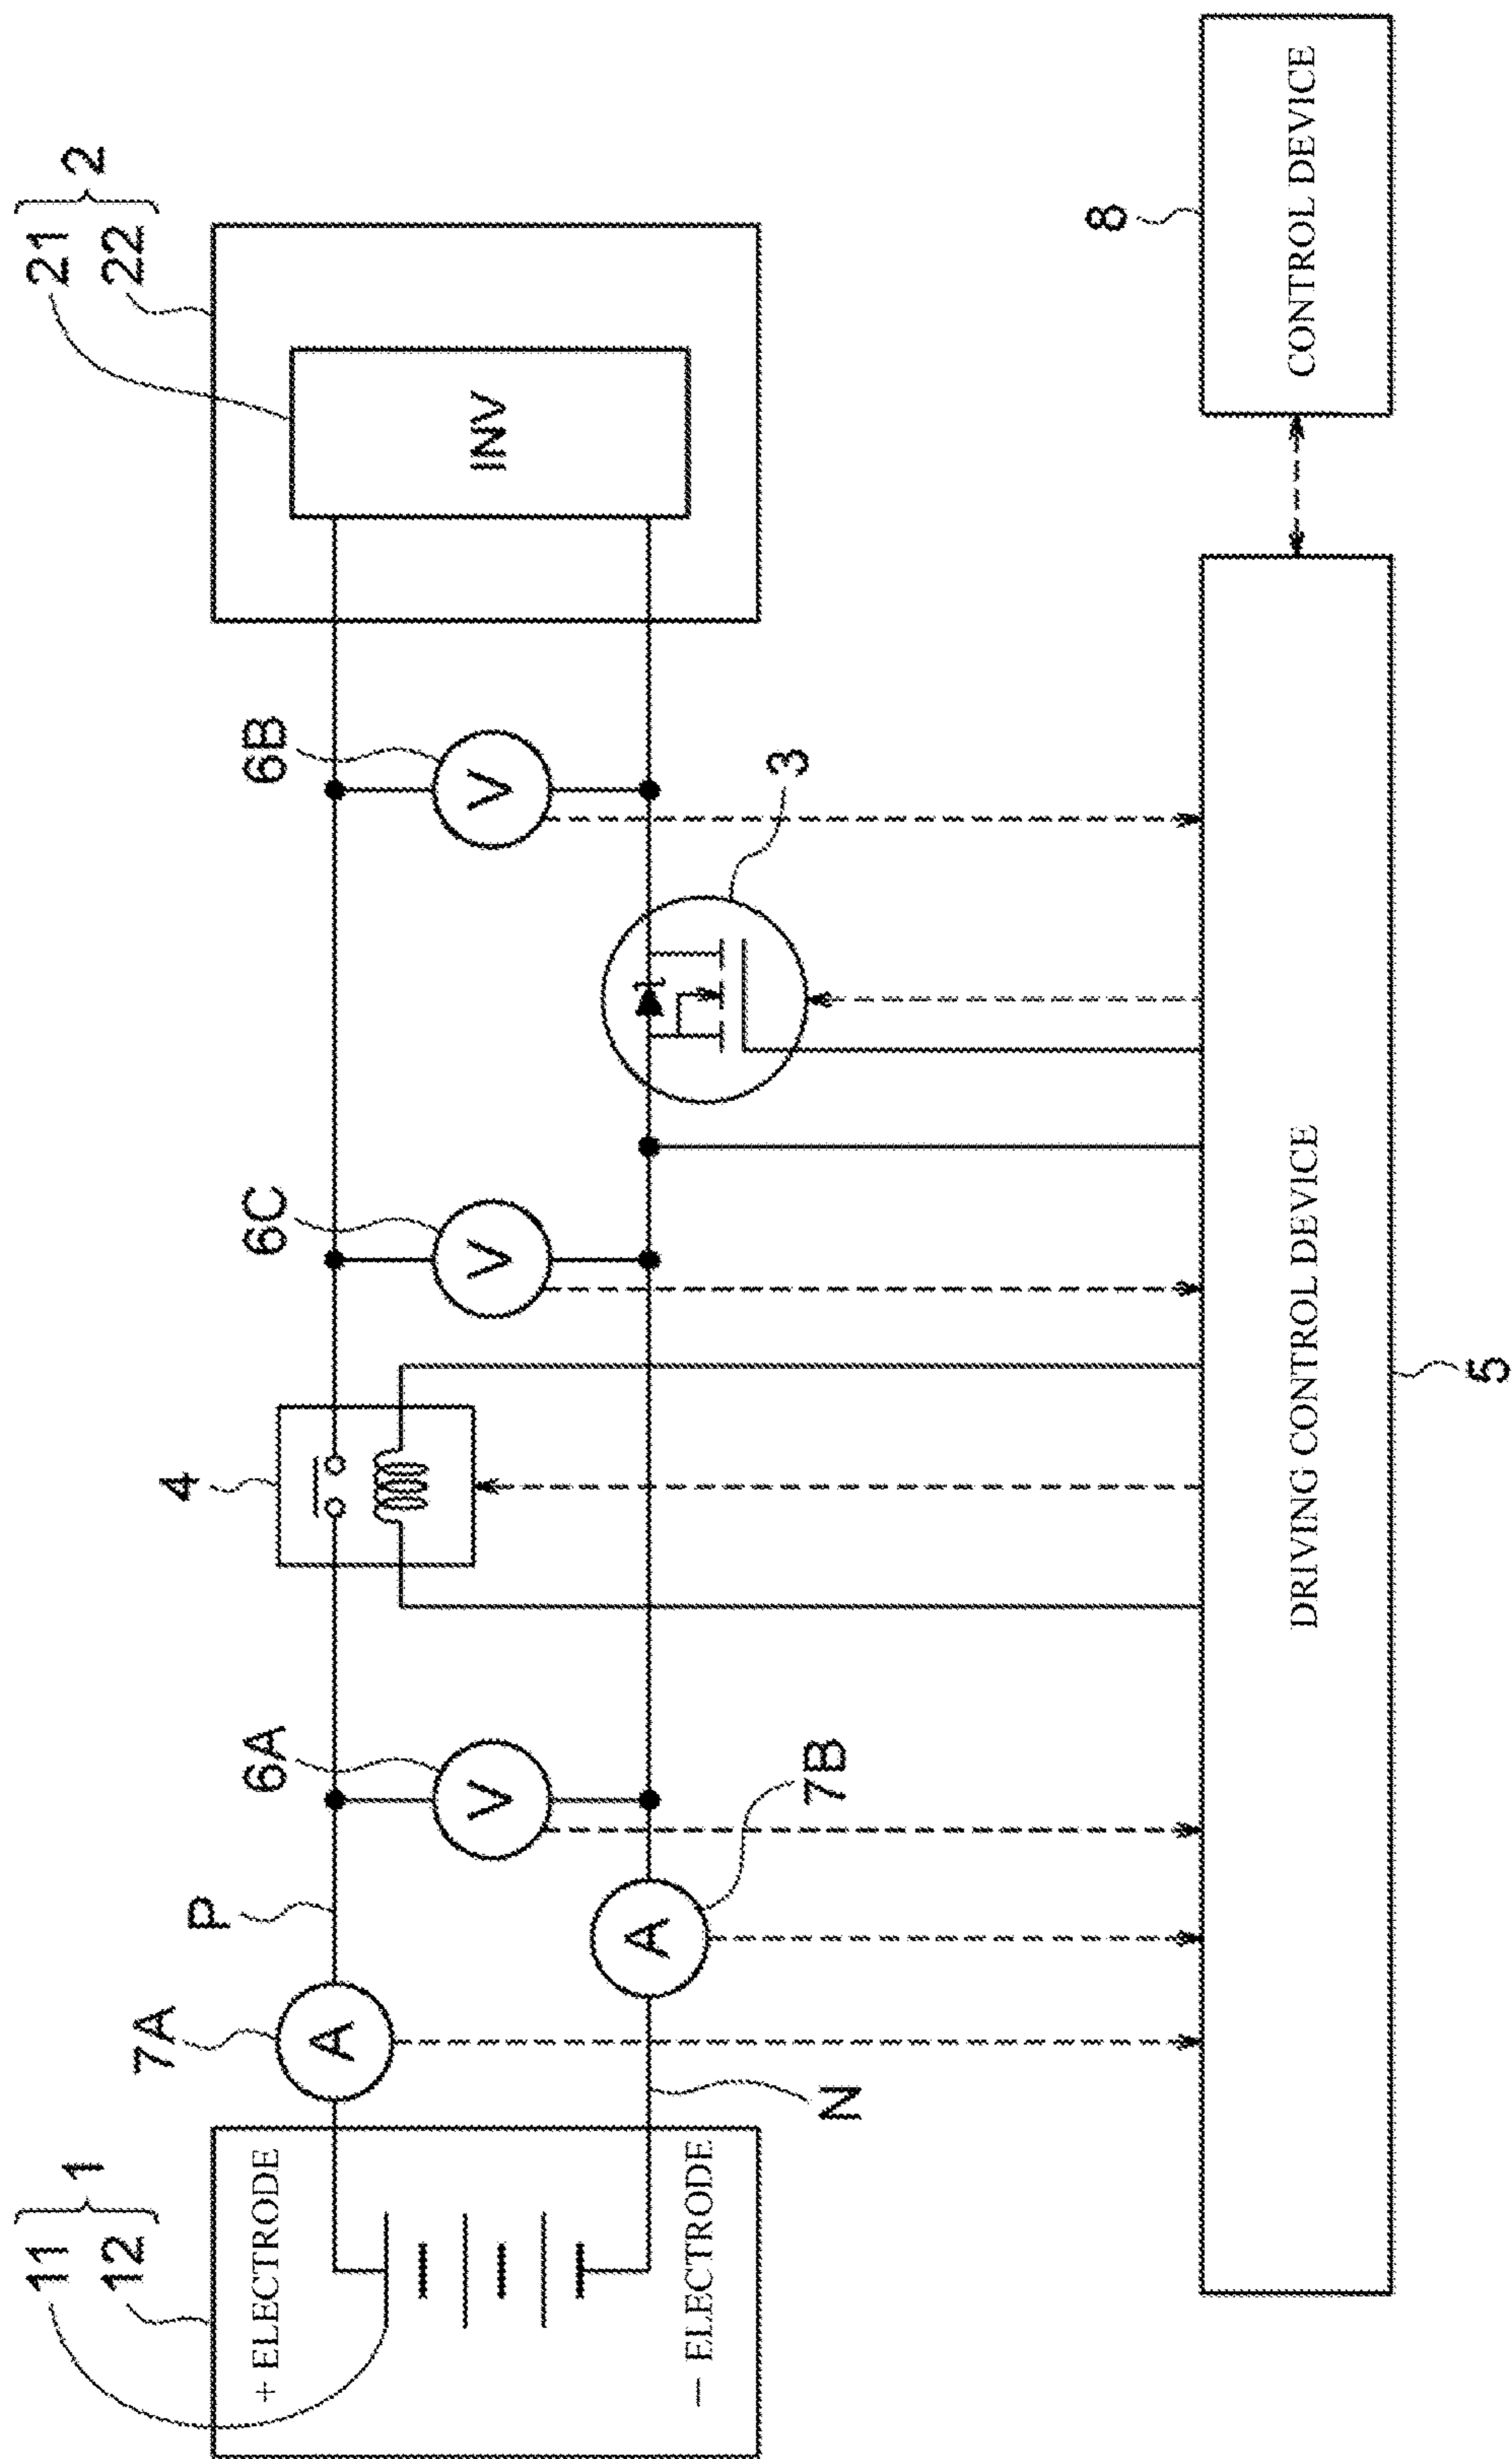 1
11
12
+ ELECTRODE
− ELECTRODE
7A
A
P
N
7B
A
6A
V
4
6C
V
3
6B
V
2
21
22
INV
DRIVING CONTROL DEVICE
5
8
CONTROL DEVICE